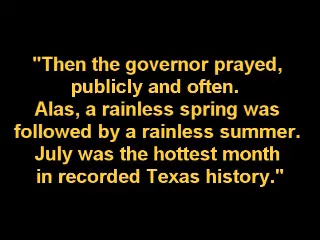 "Then the governor prayed,
publicly and often.
Alas, a rainless spring was
followed by a rainless summer.
July was the hottest month
in recorded Texas history."